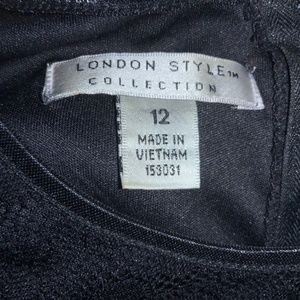 LONDON STYLE™
COLLECTION
12
MADE IN
VIETNAM
153031